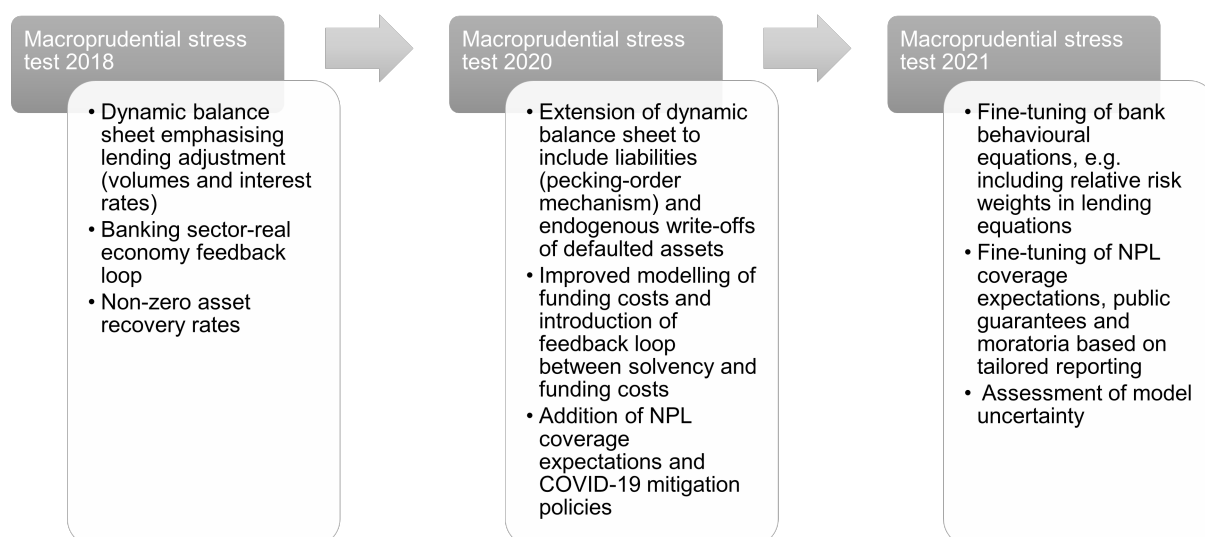 Macroprudential stress
test 2018
• Dynamic balance
sheet emphasising
lending adjustment
(volumes and interest
rates)
• Banking sector-real
economy feedback
loop
• Non-zero asset
recovery rates
Macroprudential stress
test 2020
• Extension of dynamic
balance sheet to
include liabilities
(pecking-order
mechanism) and
endogenous write-offs
of defaulted assets
• Improved modelling of
funding costs and
introduction of
feedback loop
between solvency and
funding costs
• Addition of NPL
coverage
expectations and
COVID-19 mitigation
policies
Macroprudential stress
test 2021
• Fine-tuning of bank
behavioural
equations, e.g.
including relative risk
weights in lending
equations
• Fine-tuning of NPL
coverage
expectations, public
guarantees and
moratoria based on
tailored reporting
• Assessment of model
uncertainty